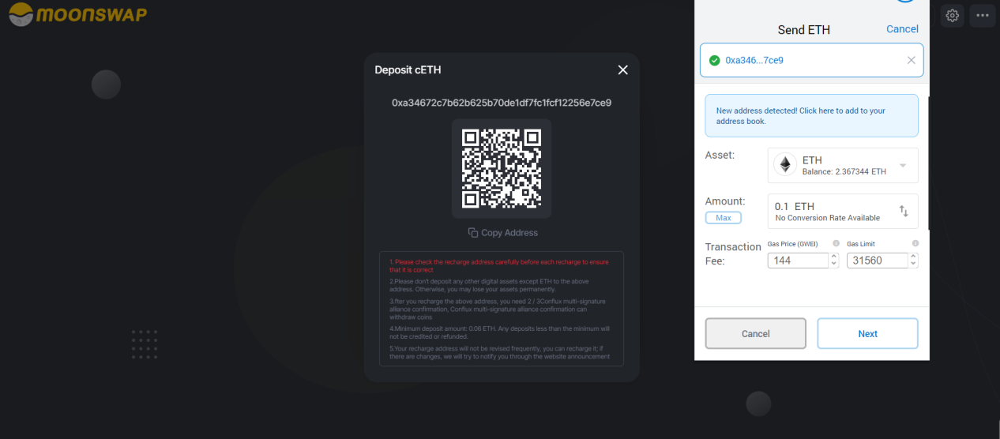 MOONSWAP
Deposit cETH
0xa34672c7b62b625b70de1df7fc1fcf12256e7ce9
Copy Address
1. Please check the recharge address carefully before each recharge to ensure
that it is correct
2.Please don't deposit any other digital assets except ETH to the above
address. Otherwise, you may lose your assets permanently.
3.fter you recharge the above address, you need 2 / 3Conflux multi-signature
alliance confirmation, Conflux multi-signature alliance confirmation can
withdraw coins
4.Minimum deposit amount: 0.06 ETH. Any deposits less than the minimum will
not be credited or refunded.
5.Your recharge address will not be revised frequently, you can recharge it; if
there are changes, we will try to notify you through the website announcement
Send ETH
Cancel
0xa346...7ce9
New address detected! Click here to add to your
address book.
Asset:
ETH
Balance: 2.367344 ETH
Amount:
Max
0.1 ETH
No Conversion Rate Available
Transaction
Fee:
Gas Price (GWEI)
Gas Limit
144
31560
Cancel
Next